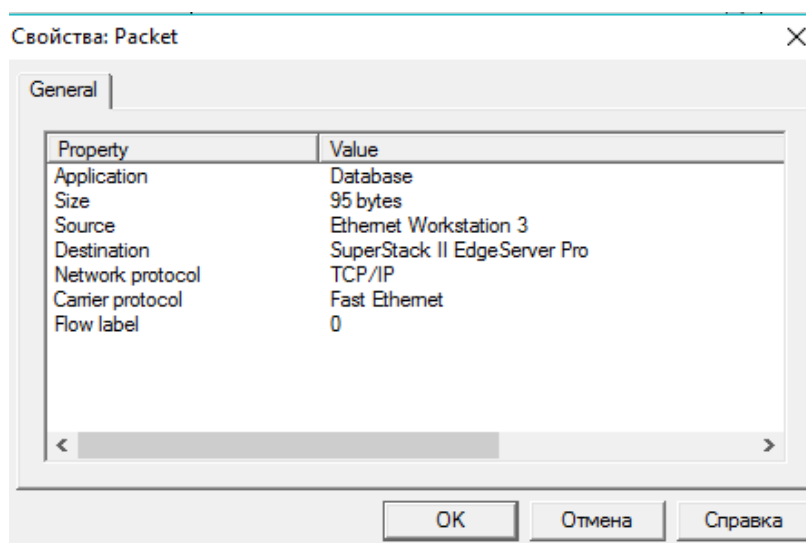 Свойства: Packet
General
Property Value
Application Database
Size 95 bytes
Source Ethernet Workstation 3
Destination SuperStack II EdgeServer Pro
Network protocol TCP/IP
Carrier protocol Fast Ethernet
Flow label 0
OK Отмена Справка